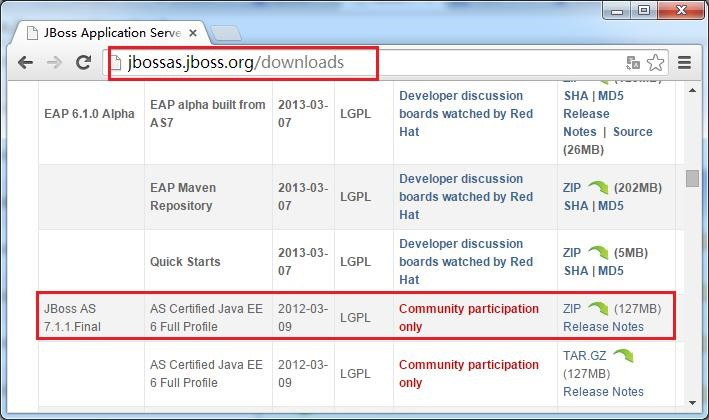 JBoss Application Serve
jbossas.jboss.org/downloads
EAP 6.1.0 Alpha
EAP alpha built from
AS7
2013-03-
07
LGPL
Developer discussion
boards watched by Red
Hat
ZIP
SHA | MD5
Release
Notes | Source
(26MB)
EAP Maven
Repository
2013-03-
07
LGPL
Developer discussion
boards watched by Red
Hat
ZIP (202MB)
SHA | MD5
Quick Starts
2013-03-
07
LGPL
Developer discussion
boards watched by Red
Hat
ZIP (5MB)
SHA | MD5
JBoss AS
7.1.1.Final
AS Certified Java EE
6 Full Profile
2012-03-
09
LGPL
Community participation
only
ZIP (127MB)
Release Notes
AS Certified Java EE
6 Full Profile
2012-03-
09
LGPL
Community participation
only
TAR.GZ
(127MB)
Release Notes